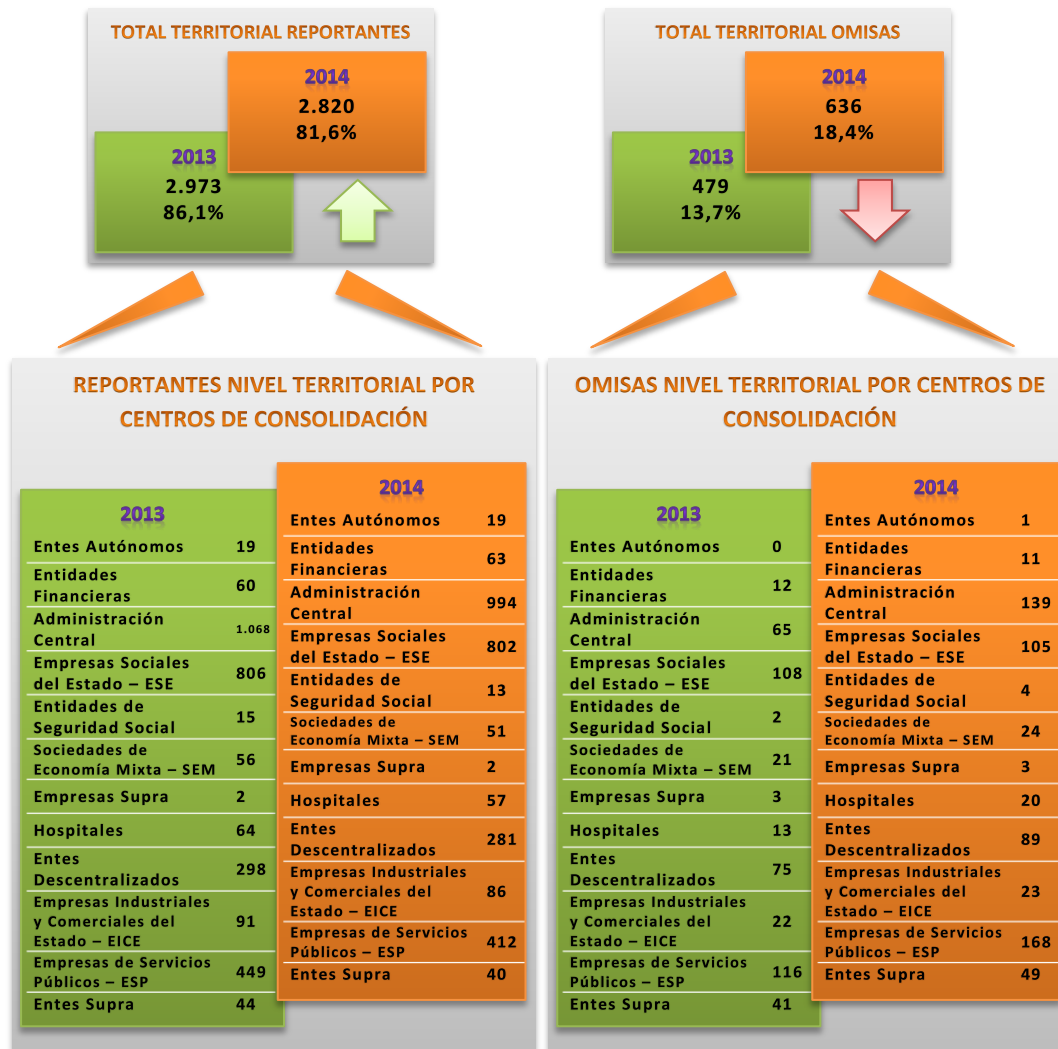 TOTAL TERRITORIAL REPORTANTES
2014
2.820
81,6%
2013
2.973
86,1%
TOTAL TERRITORIAL OMISAS
2014
636
18,4%
2013
479
13,7%
REPORTANTES NIVEL TERRITORIAL POR
CENTROS DE CONSOLIDACIÓN
2013
Entes Autónomos 19
Entidades
Financieras 60
Administración
Central 1.068
Empresas Sociales
del Estado – ESE 806
Entidades de
Seguridad Social 15
Sociedades de
Economía Mixta – SEM 56
Empresas Supra 2
Hospitales 64
Entes
Descentralizados 298
Empresas Industriales
y Comerciales del 91
Estado – EICE
Empresas de Servicios
Públicos – ESP 449
Entes Supra 44
2014
Entes Autónomos 19
Entidades
Financieras 63
Administración
Central 994
Empresas Sociales
del Estado – ESE 802
Entidades de
Seguridad Social 13
Sociedades de
Economía Mixta – SEM 51
Empresas Supra 2
Hospitales 57
Entes
Descentralizados 281
Empresas Industriales
y Comerciales del 86
Estado – EICE
Empresas de Servicios
Públicos – ESP 412
Entes Supra 40
OMISAS NIVEL TERRITORIAL POR CENTROS DE
CONSOLIDACIÓN
2013
Entes Autónomos 0
Entidades
Financieras 12
Administración
Central 65
Empresas Sociales
del Estado – ESE 108
Entidades de
Seguridad Social 2
Sociedades de
Economía Mixta – SEM 21
Empresas Supra 3
Hospitales 13
Entes
Descentralizados 75
Empresas Industriales
y Comerciales del 22
Estado – EICE
Empresas de Servicios
Públicos – ESP 116
Entes Supra 41
2014
Entes Autónomos 1
Entidades
Financieras 11
Administración
Central 139
Empresas Sociales
del Estado – ESE 105
Entidades de
Seguridad Social 4
Sociedades de
Economía Mixta – SEM 24
Empresas Supra 3
Hospitales 20
Entes
Descentralizados 89
Empresas Industriales
y Comerciales del 23
Estado – EICE
Empresas de Servicios
Públicos – ESP 168
Entes Supra 49